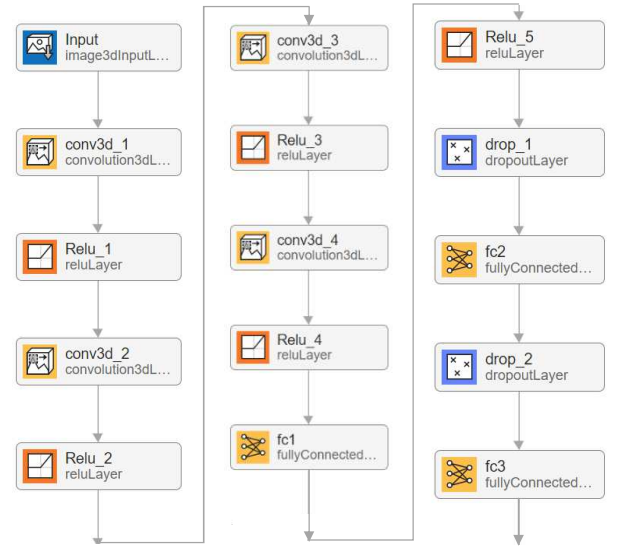 Input
image3dInputL...
conv3d_1
convolution3dL...
Relu_1
reluLayer
conv3d_2
convolution3dL...
Relu_2
reluLayer
conv3d_3
convolution3dL...
Relu_3
reluLayer
conv3d_4
convolution3dL...
Relu_4
reluLayer
fc1
fullyConnected...
Relu_5
reluLayer
drop_1
dropoutLayer
fc2
fullyConnected...
drop_2
dropoutLayer
fc3
fullyConnected...